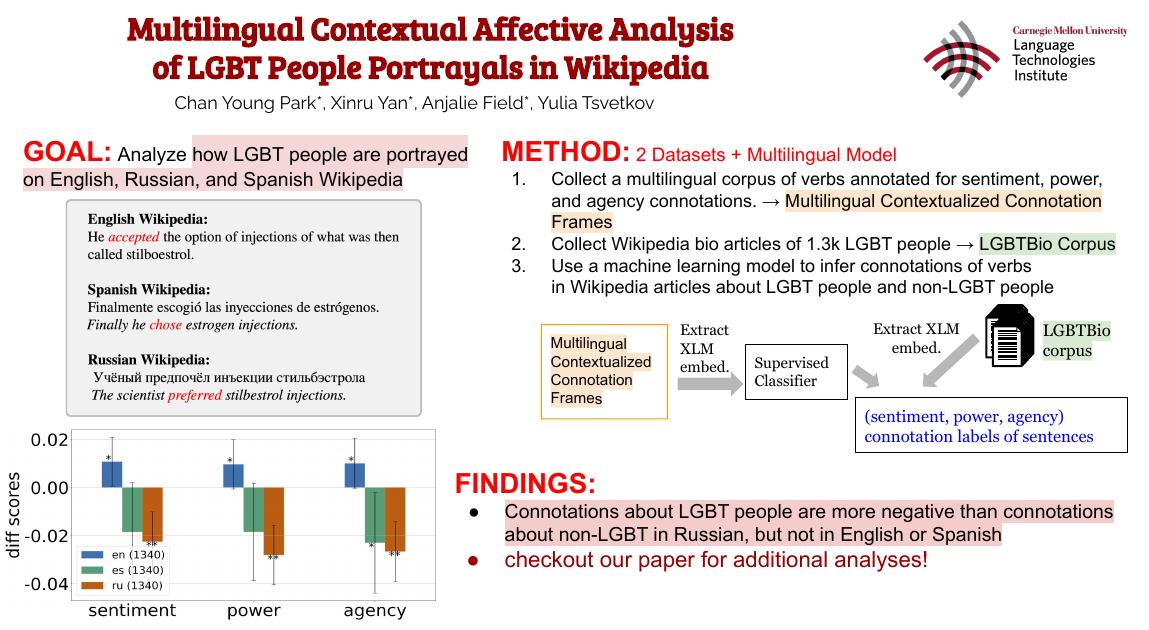 Multilingual Contextual Affective Analysis
of LGBT People Portrayals in Wikipedia
Chan Young Park*, Xinru Yan*, Anjalie Field*, Yulia Tsvetkov
Carnegie Mellon University
Language
Technologies
Institute
GOAL: Analyze how LGBT people are portrayed
on English, Russian, and Spanish Wikipedia
English Wikipedia:
He accepted the option of injections of what was then
called stilboestrol.
Spanish Wikipedia:
Finalmente escogió las inyecciones de estrógenos.
Finally he chose estrogen injections.
Russian Wikipedia:
Учёный предпочёл инъекции стильбэстрола
The scientist preferred stilbestrol injections.
0.02
0.00
-0.02
-0.04
diff scores
*
**
*
**
*
*
**
en (1340)
es (1340)
ru (1340)
sentiment
power
agency
METHOD: 2 Datasets + Multilingual Model
1. Collect a multilingual corpus of verbs annotated for sentiment, power,
and agency connotations. → Multilingual Contextualized Connotation
Frames
2. Collect Wikipedia bio articles of 1.3k LGBT people → LGBTBio Corpus
3. Use a machine learning model to infer connotations of verbs
in Wikipedia articles about LGBT people and non-LGBT people
Multilingual
Contextualized
Connotation
Frames
Extract
XLM
embed.
Supervised
Classifier
Extract XLM
embed.
LGBTBio
corpus
(sentiment, power, agency)
connotation labels of sentences
FINDINGS:
● Connotations about LGBT people are more negative than connotations
about non-LGBT in Russian, but not in English or Spanish
● checkout our paper for additional analyses!